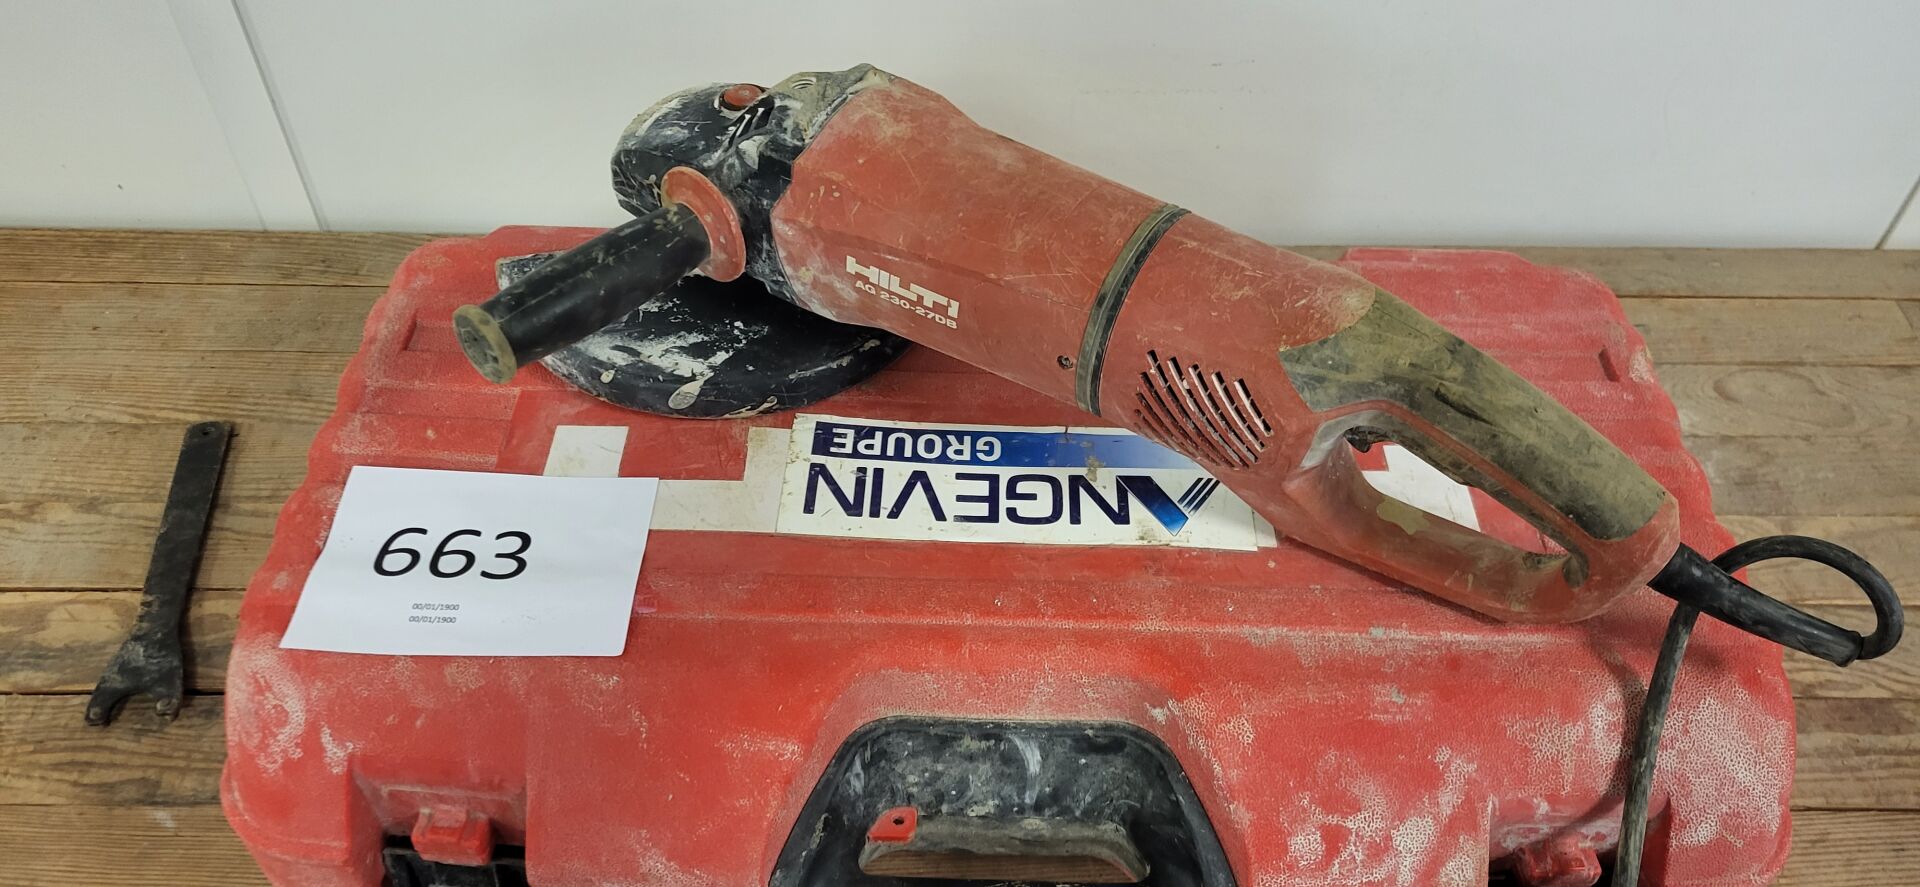 HILTI
AG 230-27DB
ANGEVIN
GROUPE
663
00/01/1900
00/01/1900